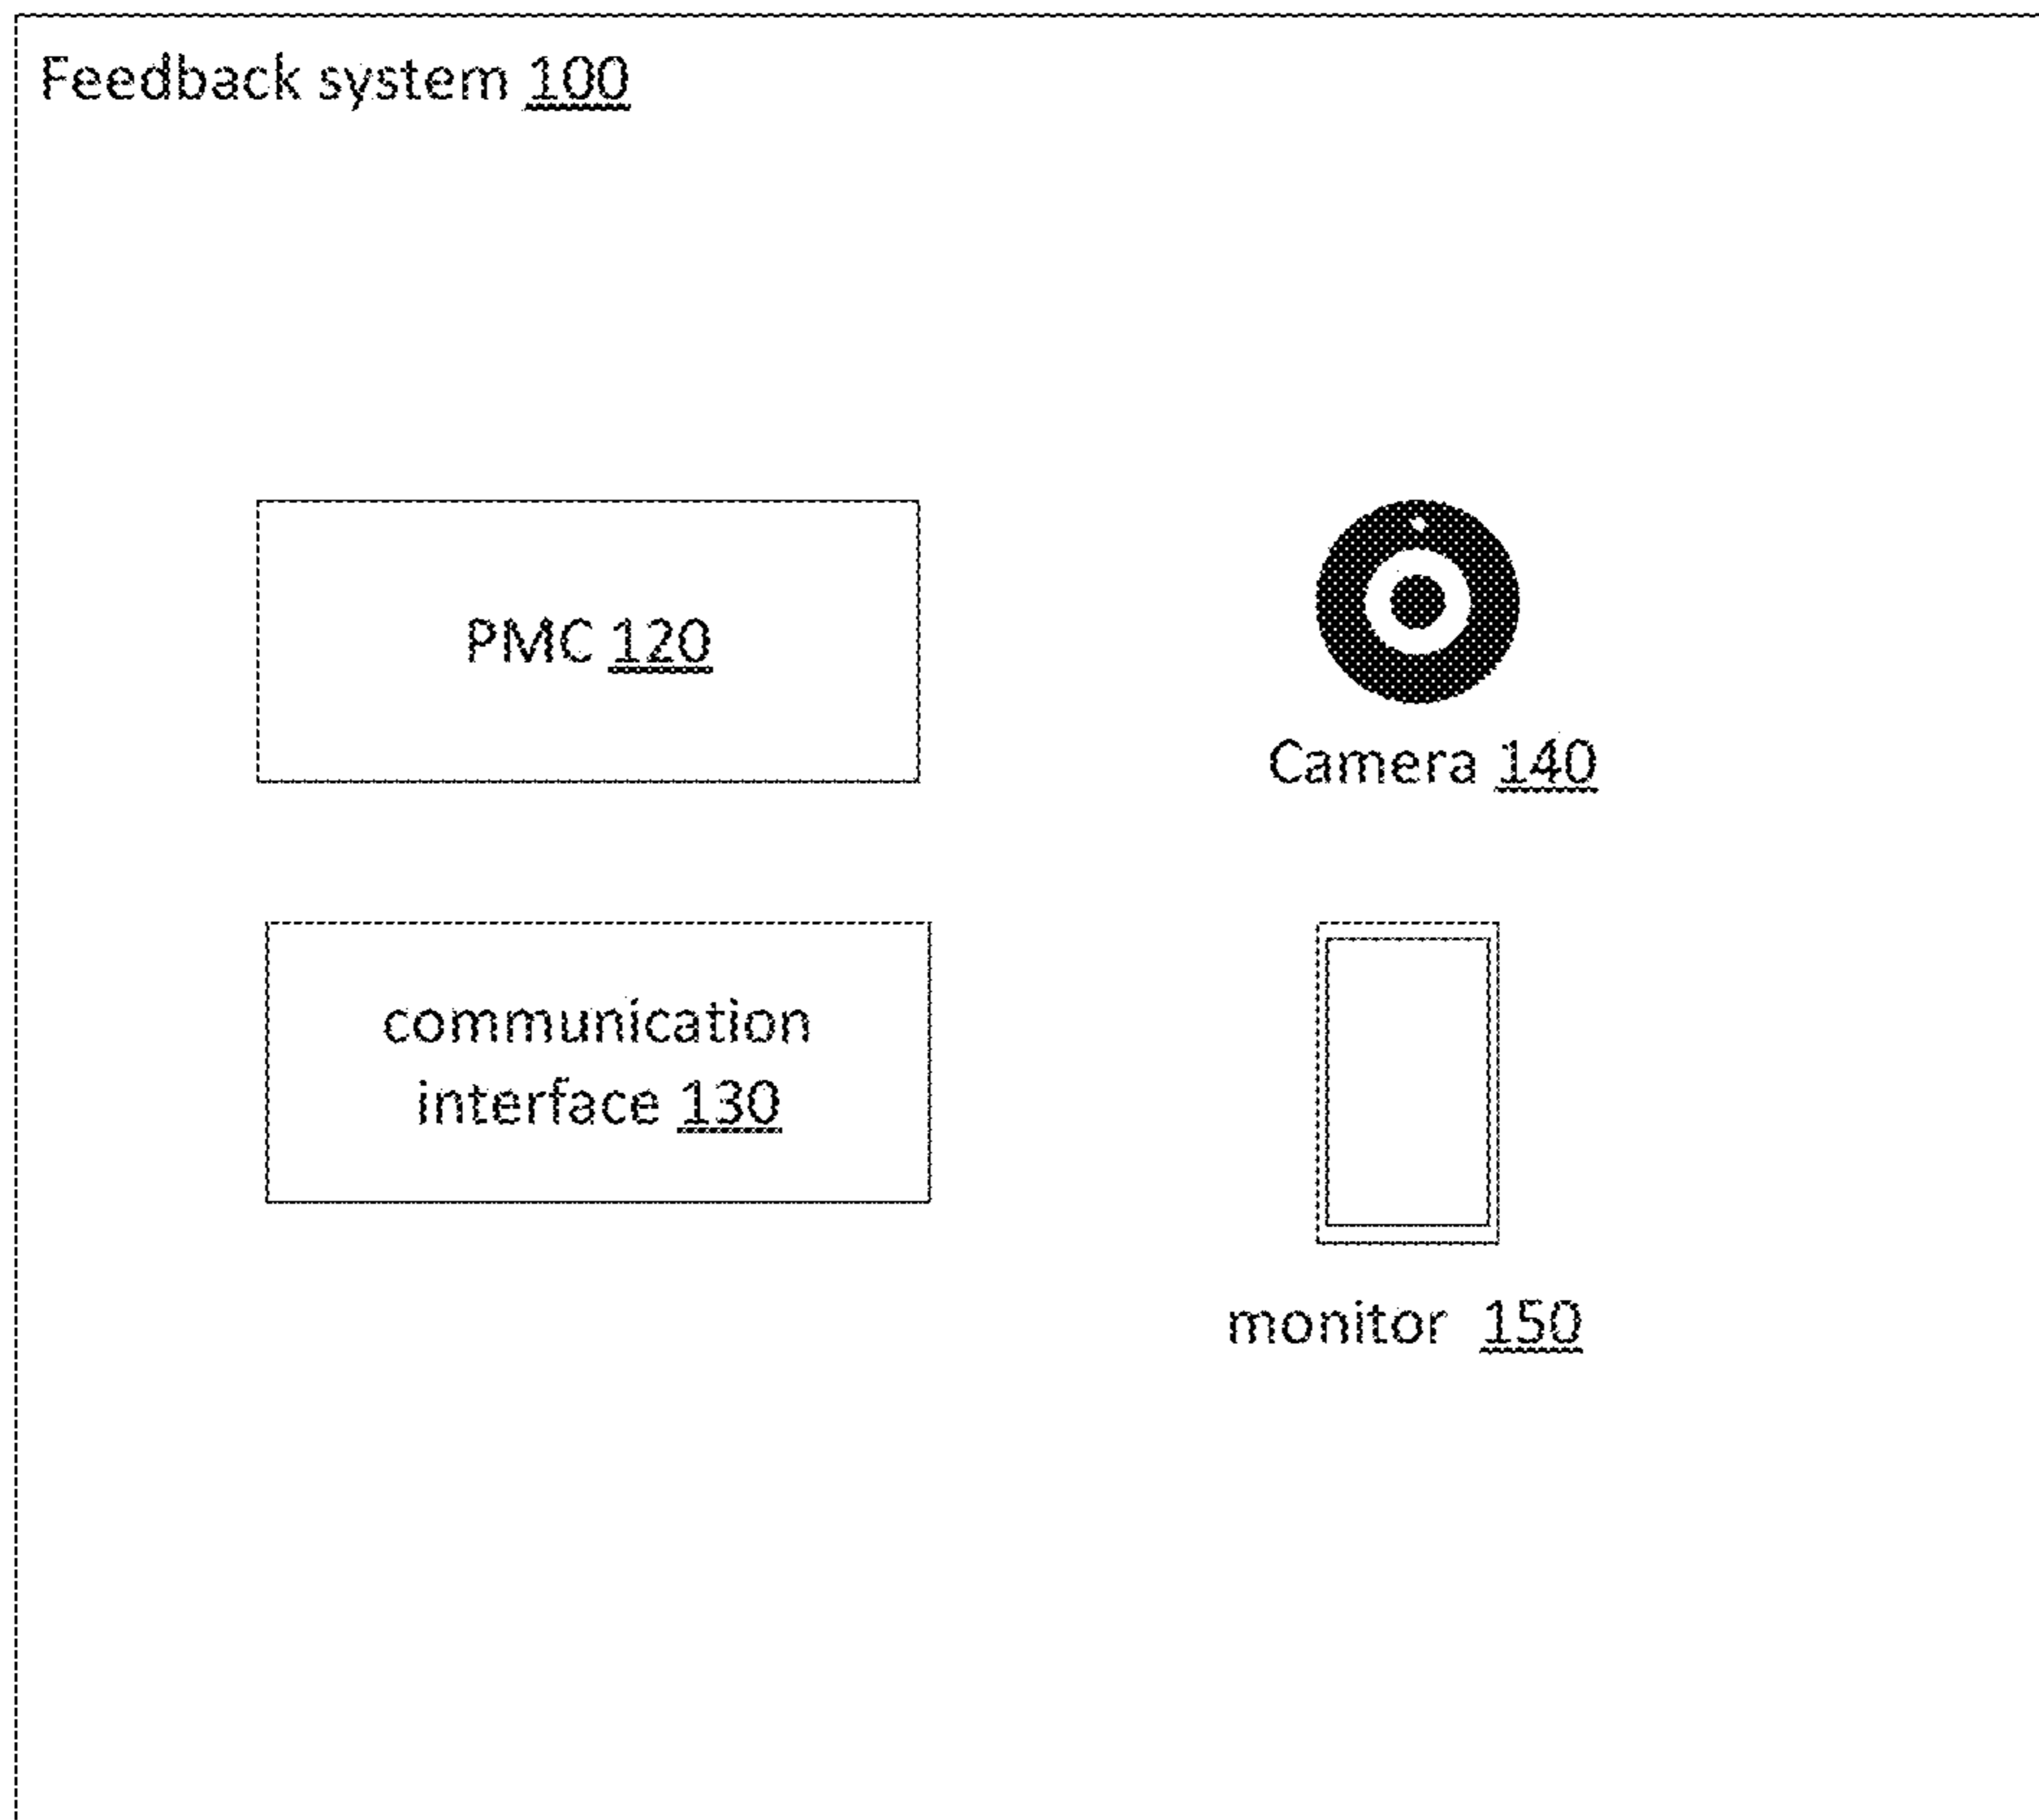 Feedback system 100
PMC 120
Camera 140
communication
interface 130
monitor 150